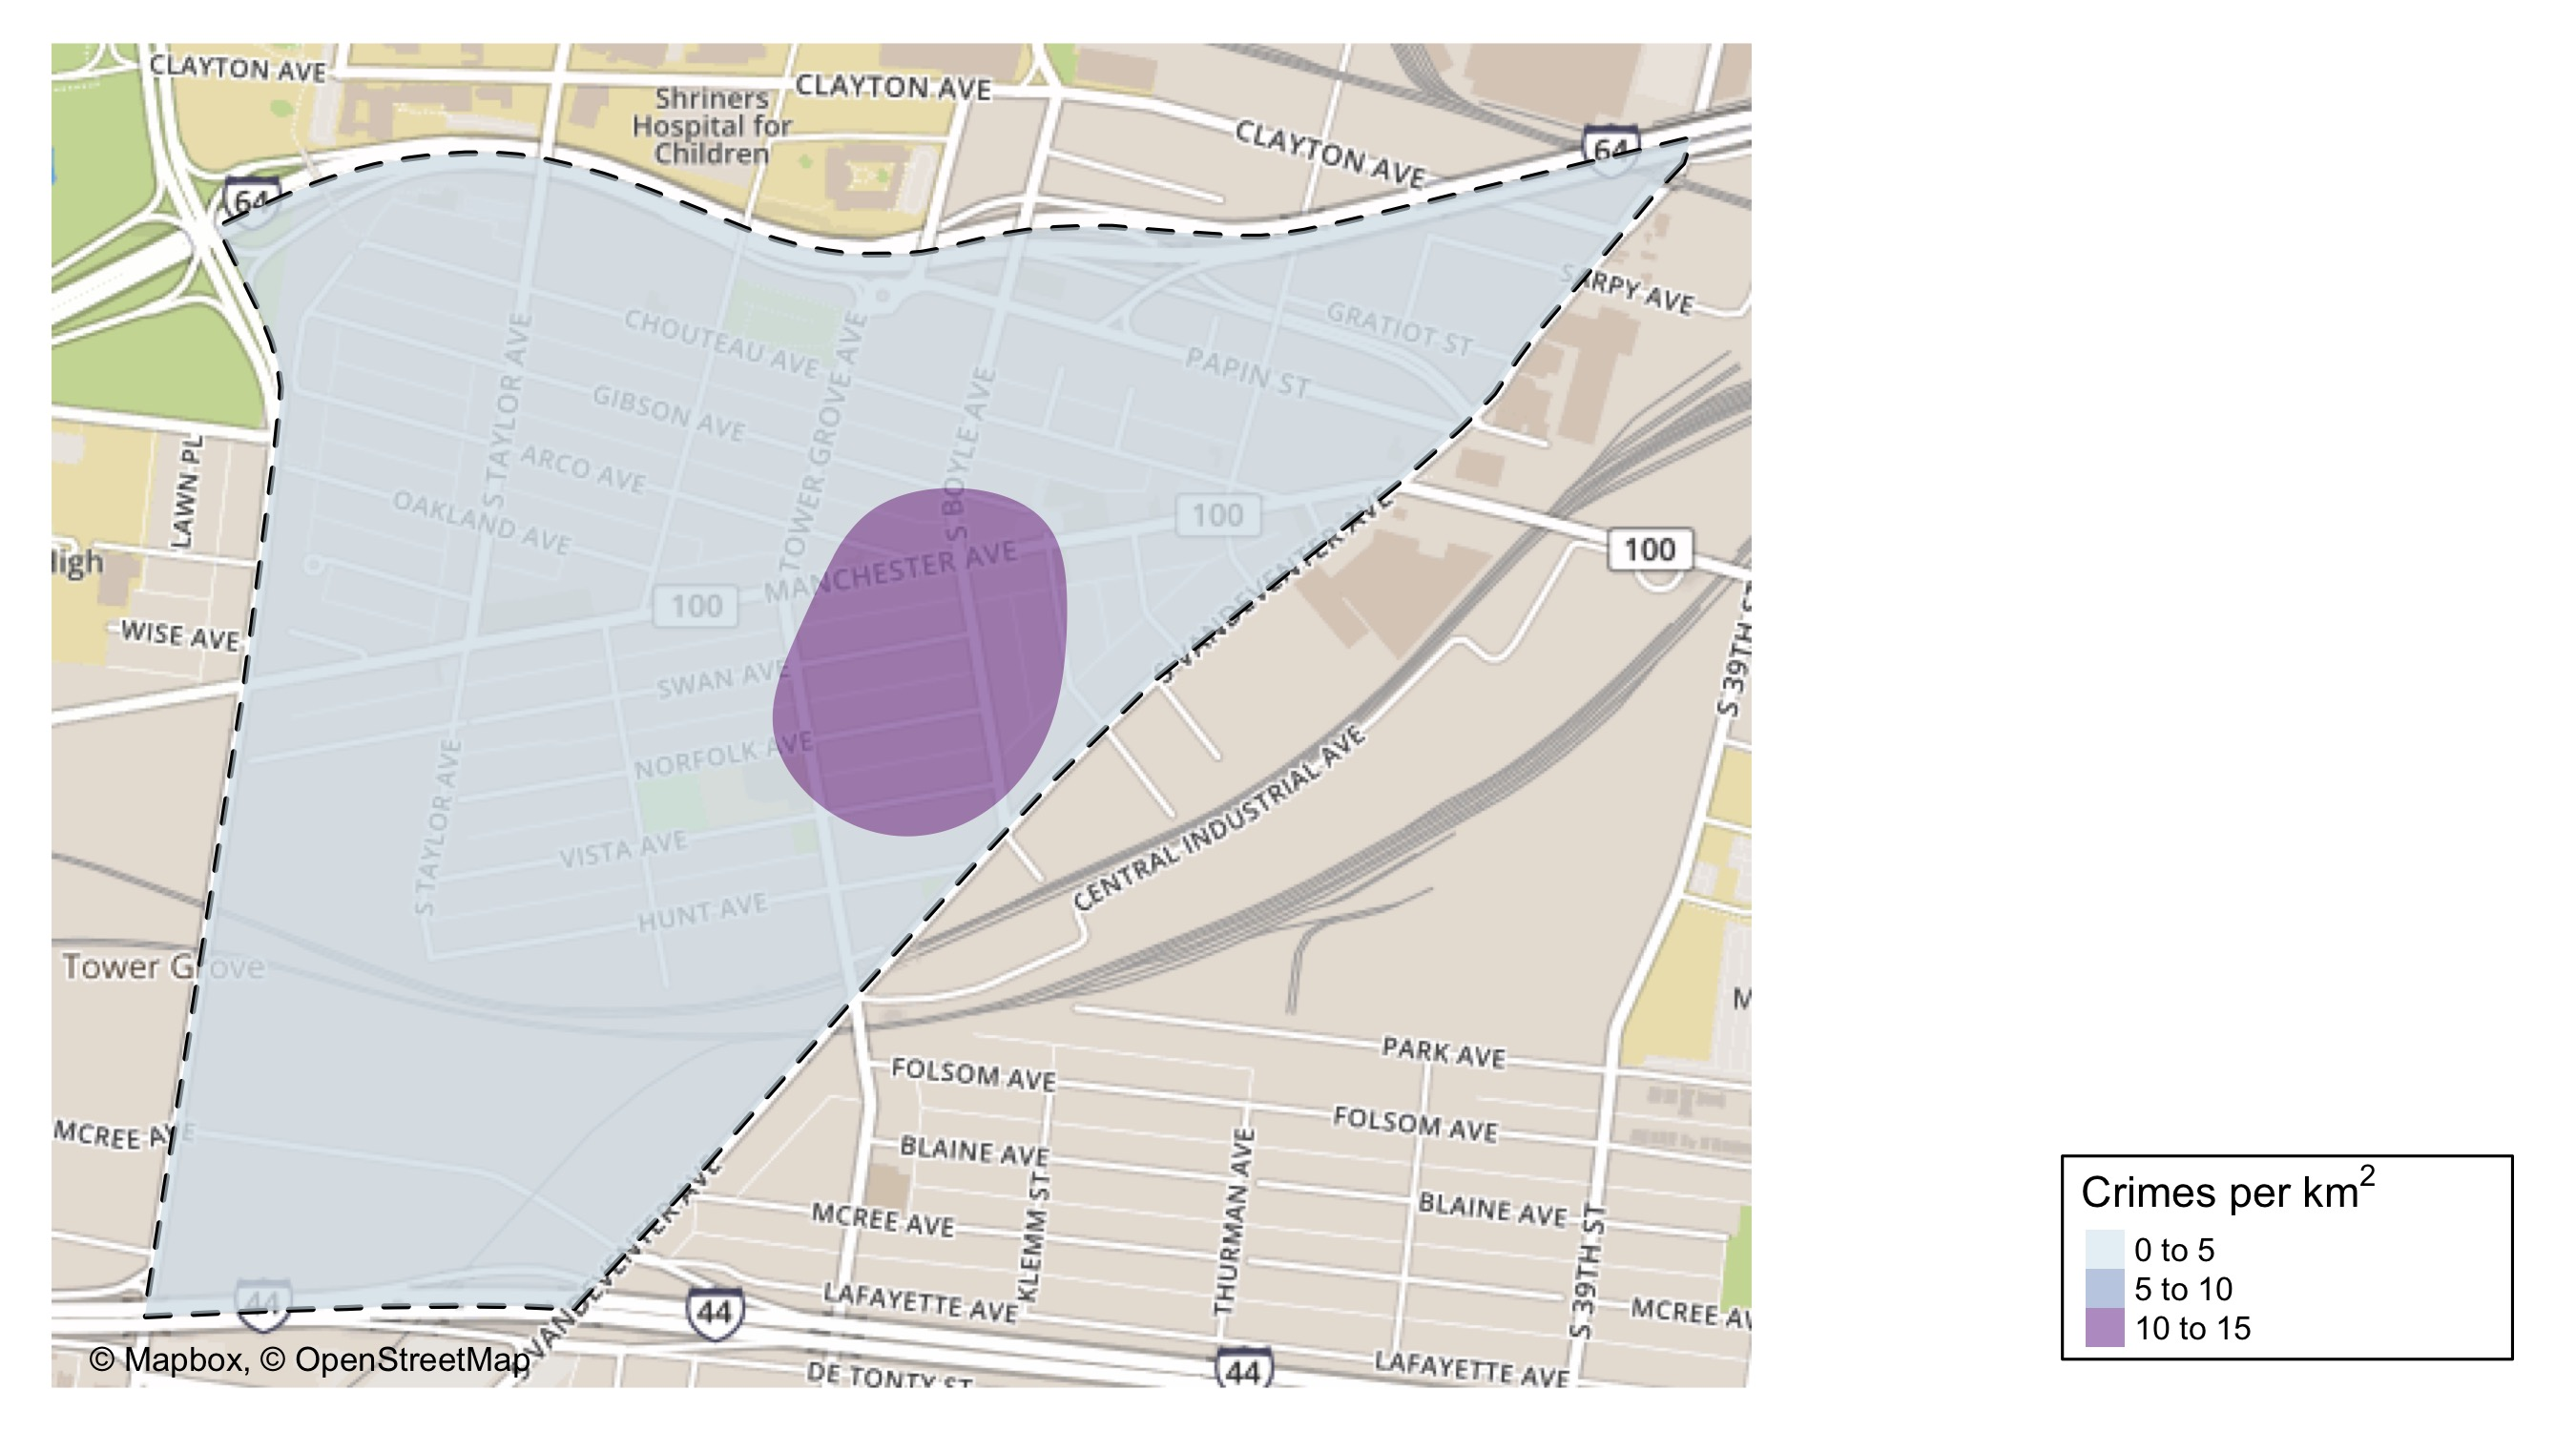 CLAYTON AVE
CLAYTON AVE
Shriners
Hospital for
Children
CLAYTON AVE
64
64
SARPY AVE
CHOUTEAU AVE
GRATIOT ST
PAPIN ST
GIBSON AVE
S TAYLOR AVE
TOWER GROVE AVE
S BOYLE AVE
ARCO AVE
LAWN PL
OAKLAND AVE
100
100
MANCHESTER AVE
100
S VANDEVENTER AVE
WISE AVE
SWAN AVE
S 39TH ST
NORFOLK AVE
S TAYLOR AVE
VISTA AVE
CENTRAL INDUSTRIAL AVE
HUNT AVE
Tower Grove
PARK AVE
FOLSOM AVE
FOLSOM AVE
MCREE AVE
BLAINE AVE
KLEMM ST
THURMAN AVE
BLAINE AVE
MCREE AVE
S 39TH ST
S VANDEVENTER AVE
LAFAYETTE AVE
44
44
MCREE AV
44
LAFAYETTE AVE
DE TONTY ST
© Mapbox, © OpenStreetMap
Crimes per km²
0 to 5
5 to 10
10 to 15